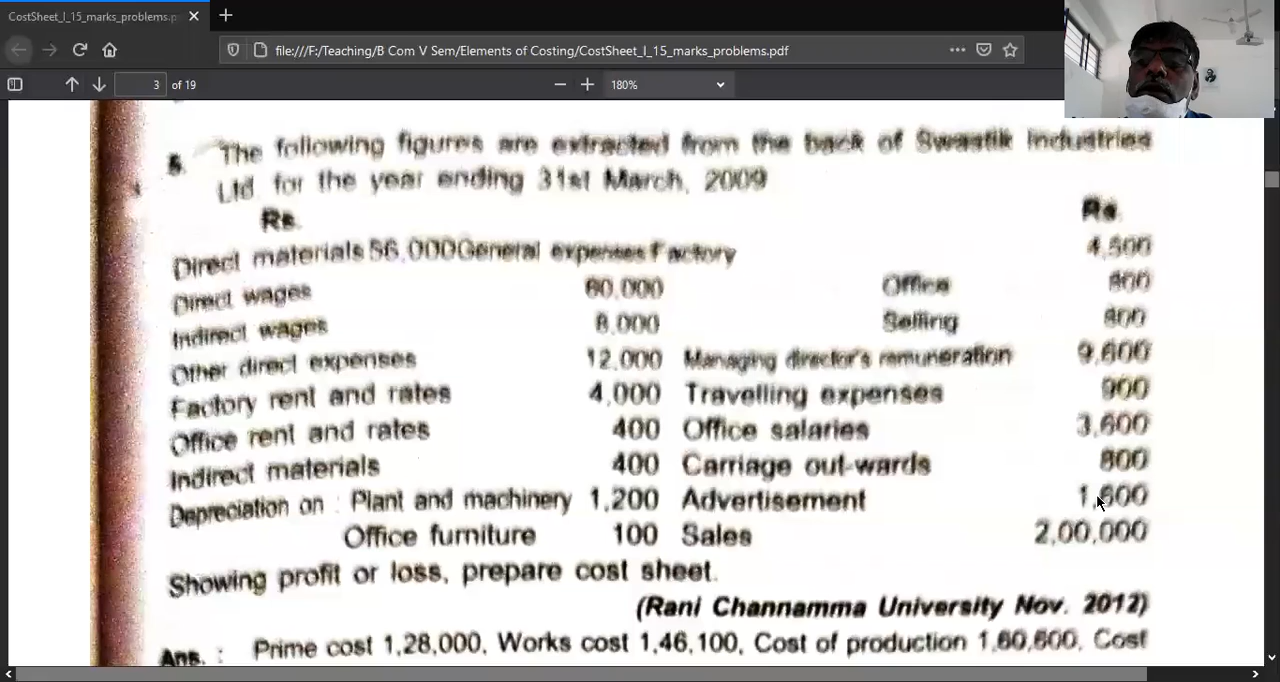 CostSheet_I_15_marks_problems.p
file:///F:/Teaching/B Com V Sem/Elements of Costing/CostSheet_I_15_marks_problems.pdf
3 of 19
180%
5. The following figures are extracted from the back of Swastik Industries
Ltd for the year ending 31st March, 2009
Rs. Rs.
Direct materials 56,000General expenses Factory 4,500
Direct wages 60,000 Office 800
Indirect wages 8,000 Selling
Other direct expenses 12,000 Managing director's remuneration 9,600
Factory rent and rates 4,000 Travelling expenses 900
Office rent and rates 400 Office salaries 3,600
Indirect materials 400 Carriage out-wards 800
Depreciation on : Plant and machinery 1,200 Advertisement
Office furniture 100 Sales 2,00,000
Showing profit or loss, prepare cost sheet.
(Rani Channamma University Nov. 2012)
Ans. : Prime cost 1,28,000, Works cost 1,46,100, Cost of production 1,60,600, Cost